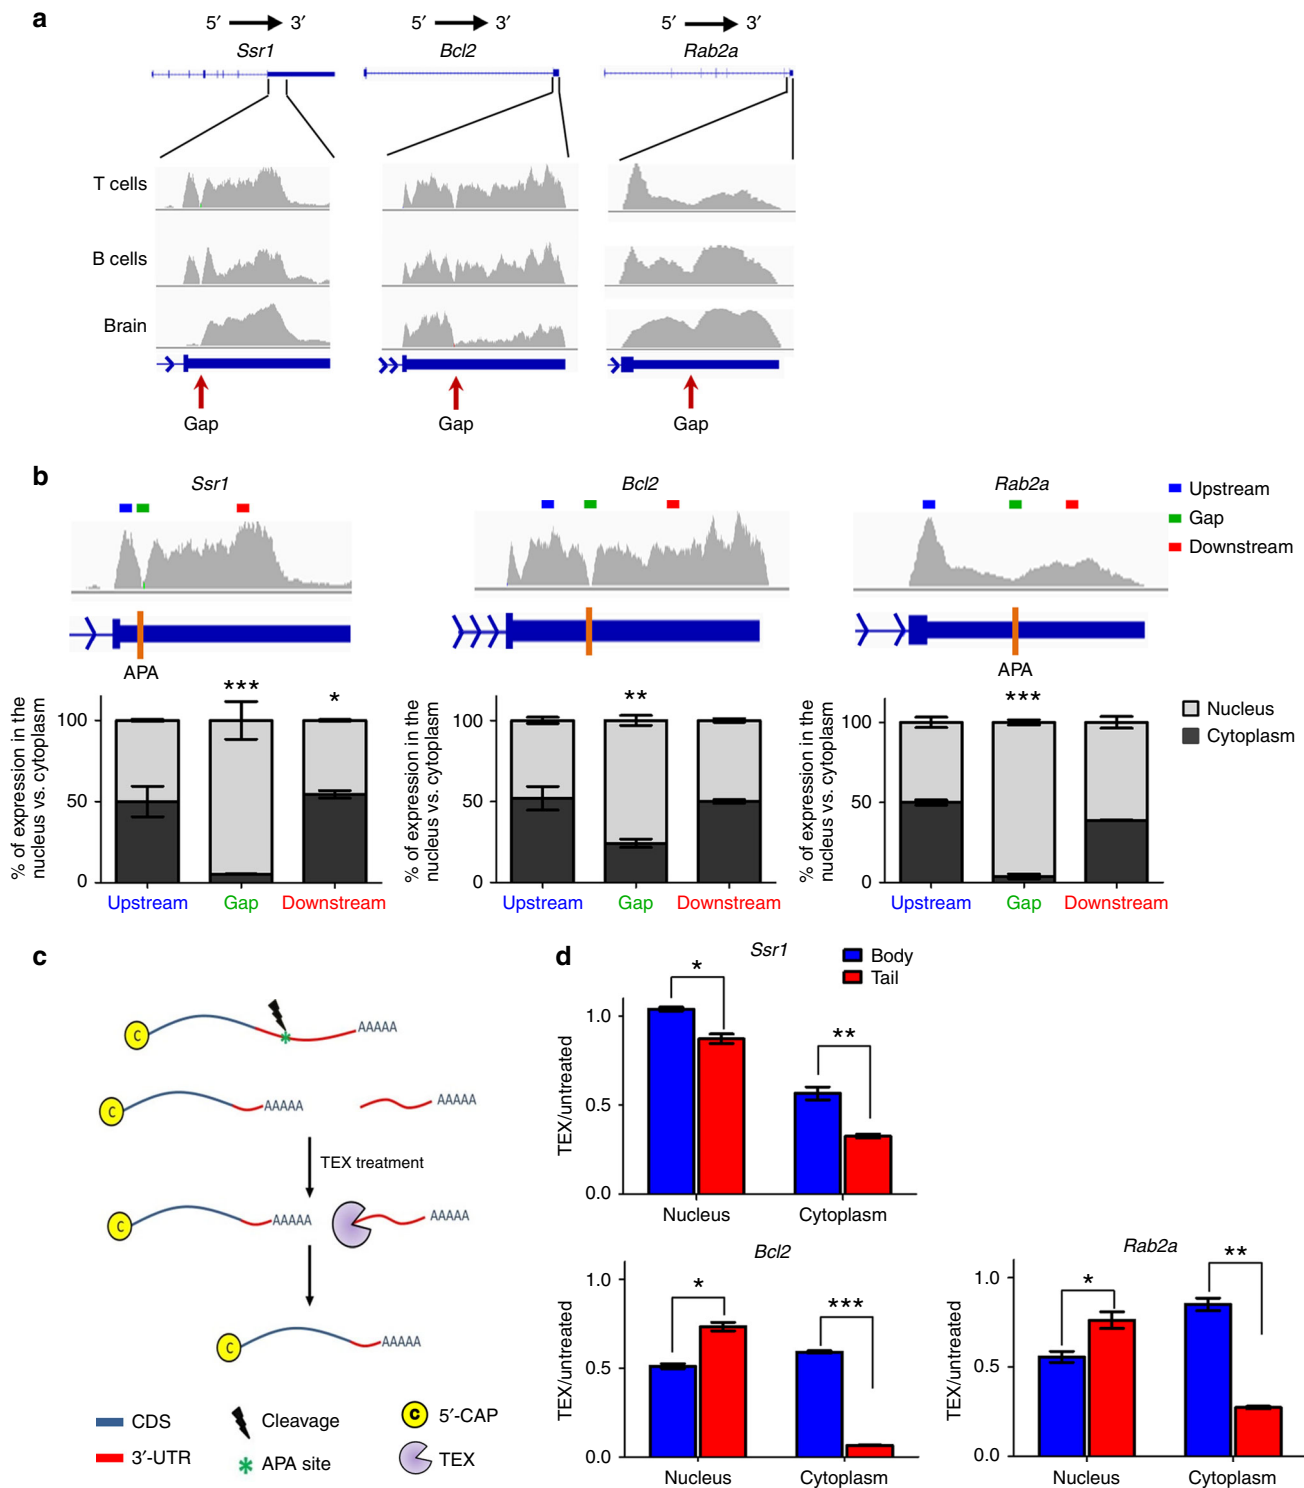 a
5′ 3′ 5′ 3′ 5′ 3′
Ssr1 Bcl2 Rab2a
T cells
B cells
Brain
Gap Gap Gap
b
Ssr1 Bcl2 Rab2a
Upstream
Gap
Downstream
APA APA
% of expression in the
nucleus vs. cytoplasm
100
50
0
***
*
Upstream Gap Downstream
% of expression in the
nucleus vs. cytoplasm
100
50
0
**
Upstream Gap Downstream
% of expression in the
nucleus vs. cytoplasm
100
50
0
***
Upstream Gap Downstream
Nucleus
Cytoplasm
c
C AAAAA
C AAAAA AAAAA
TEX treatment
C AAAAA AAAAA
C AAAAA
CDS
3′-UTR
Cleavage
APA site
C 5′-CAP
TEX
d
Ssr1
Body
Tail
TEX/untreated
1.0
0.5
0.0
*
**
Nucleus Cytoplasm
Bcl2
TEX/untreated
1.0
0.5
0.0
*
***
Nucleus Cytoplasm
Rab2a
TEX/untreated
1.0
0.5
0.0
*
**
Nucleus Cytoplasm